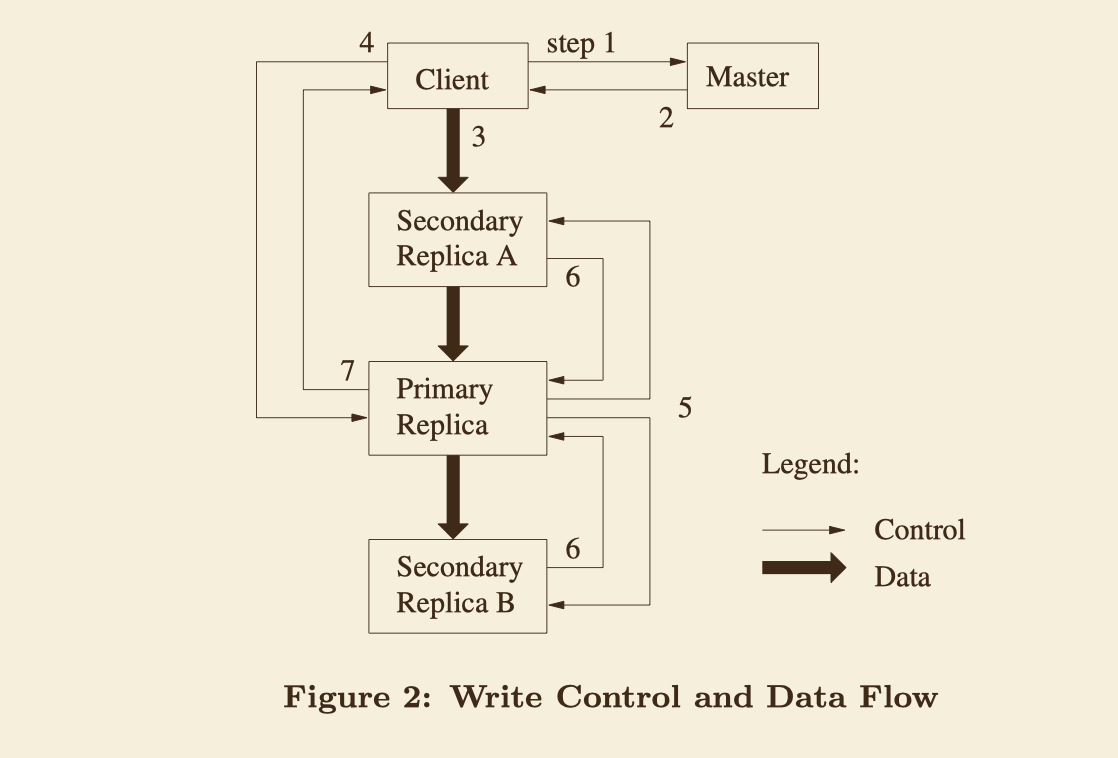 4
step 1
Client
Master
2
3
Secondary
Replica A
6
7
Primary
Replica
5
Legend:
Control
6
Secondary
Replica B
Data
Figure 2: Write Control and Data Flow